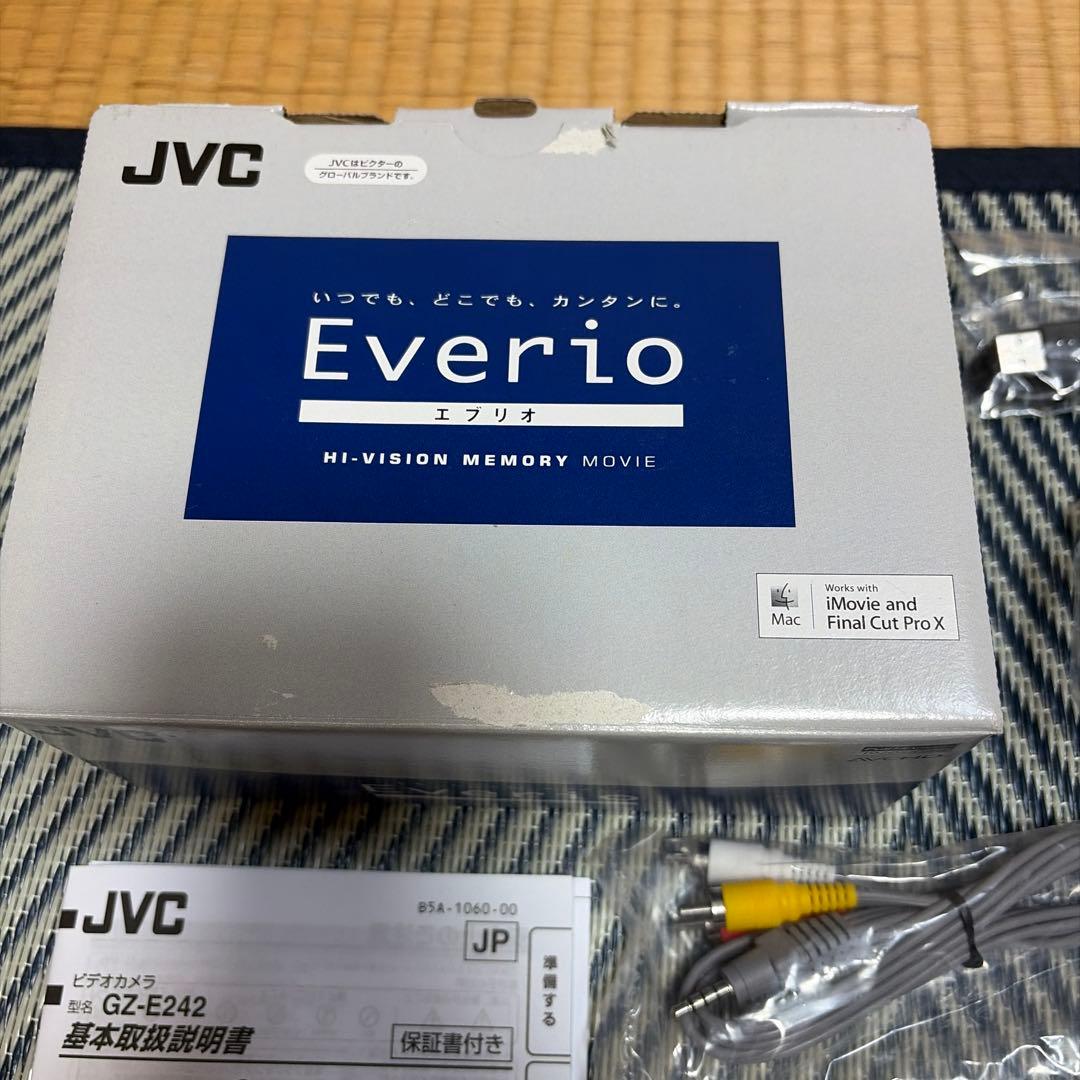 JVC
JVCはビクターの
グローバルブランドです。
いつでも、どこでも、カンタンに。
Everio
エブリオ
HI-VISION MEMORY MOVIE
Mac
Works with
iMovie and
Final Cut Pro X
JVC
Everio
AVCHD
JVC
B5A-1060-00
JP
ビデオカメラ
型名 GZ-E242
基本取扱説明書
保証書付き
準備する